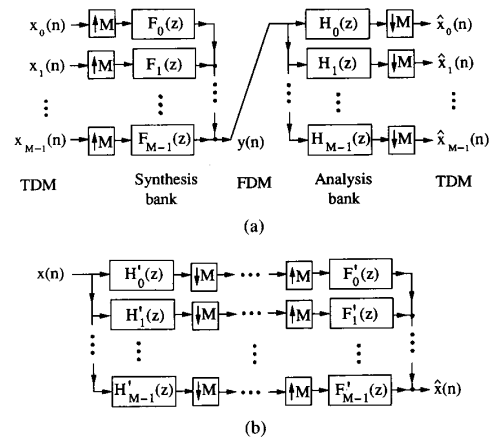 x₀(n) ↑M F₀(z) H₀(z) ↓M x̂₀(n)
x₁(n) ↑M F₁(z) H₁(z) ↓M x̂₁(n)
x_{M-1}(n) ↑M F_{M-1}(z) y(n) H_{M-1}(z) ↓M x̂_{M-1}(n)
TDM Synthesis bank FDM Analysis bank TDM
(a)
x(n) H'₀(z) ↓M ••• ↑M F'₀(z)
H'₁(z) ↓M ••• ↑M F'₁(z)
H'_{M-1}(z) ↓M ••• ↑M F'_{M-1}(z) x̂(n)
(b)